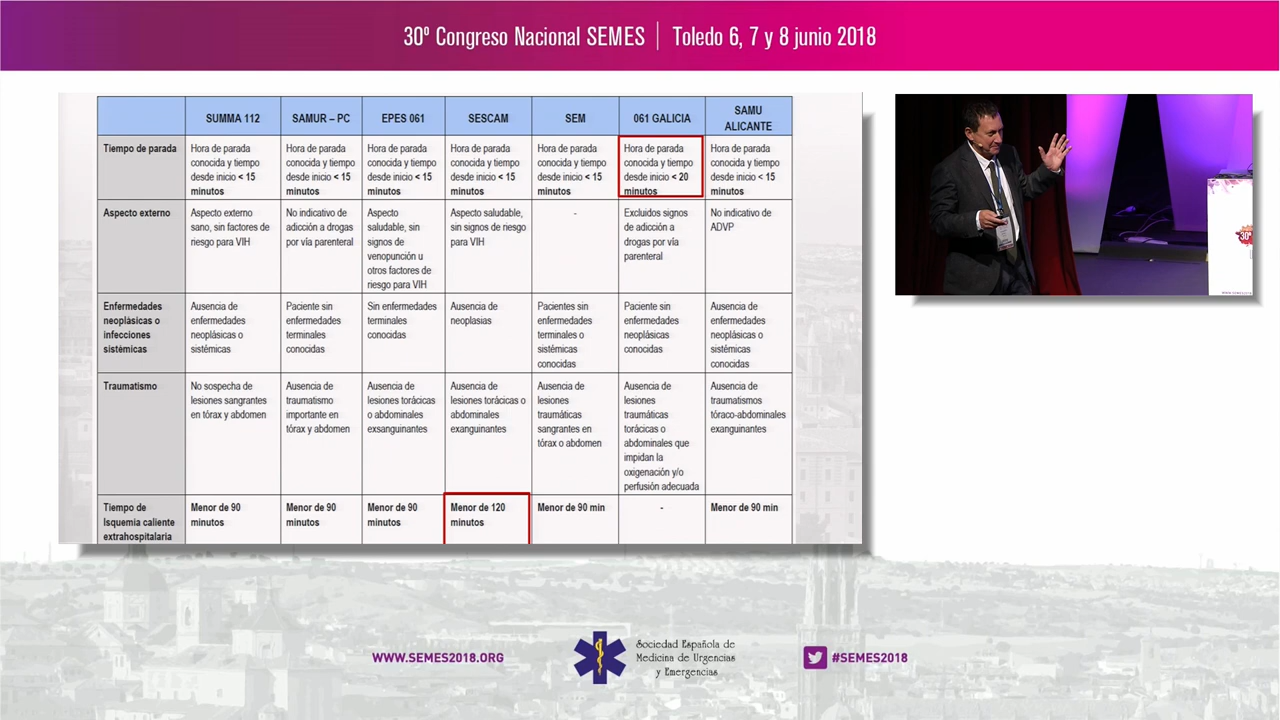 30º Congreso Nacional SEMES | Toledo 6, 7 y 8 junio 2018
SUMMA 112
SAMUR – PC
EPES 061
SESCAM
SEM
061 GALICIA
SAMU
ALICANTE
Tiempo de parada
Hora de parada
conocida y tiempo
desde inicio < 15
minutos
Hora de parada
conocida y tiempo
desde inicio < 15
minutos
Hora de parada
conocida y tiempo
desde inicio < 15
minutos
Hora de parada
conocida y tiempo
desde inicio < 15
minutos
Hora de parada
conocida y tiempo
desde inicio < 15
minutos
Hora de parada
conocida y tiempo
desde inicio < 20
minutos
Hora de parada
conocida y tiempo
desde inicio < 15
minutos
Aspecto externo
Aspecto externo
sano, sin factores de
riesgo para VIH
No indicativo de
adicción a drogas
por vía parenteral
Aspecto
saludable, sin
signos de
venopunción u
otros factores de
riesgo para VIH
Aspecto saludable,
sin signos de riesgo
para VIH
-
Excluidos signos
de adicción a
drogas por vía
parenteral
No indicativo de
ADVP
Enfermedades
neoplásicas o
infecciones
sistémicas
Ausencia de
enfermedades
neoplásicas o
sistémicas
Paciente sin
enfermedades
terminales
conocidas
Sin enfermedades
terminales
conocidas
Ausencia de
neoplasias
Pacientes sin
enfermedades
terminales o
sistémicas
conocidas
Paciente sin
enfermedades
neoplásicas
conocidas
Ausencia de
enfermedades
neoplásicas o
sistémicas
conocidas
Traumatismo
No sospecha de
lesiones sangrantes
en tórax y abdomen
Ausencia de
traumatismo
importante en
tórax y abdomen
Ausencia de
lesiones torácicas
o abdominales
exsanguinantes
Ausencia de
lesiones torácicas o
abdominales
exanguinantes
Ausencia de
lesiones
traumáticas
sangrantes en
tórax o abdomen
Ausencia de
lesiones
traumáticas
torácicas o
abdominales que
impidan la
oxigenación y/o
perfusión adecuada
Ausencia de
traumatismos
tóraco-abdominales
exanguinantes
Tiempo de
Isquemia caliente
extrahospitalaria
Menor de 90
minutos
Menor de 90
minutos
Menor de 90
minutos
Menor de 120
minutos
Menor de 90 min
-
Menor de 90 min
30º
WWW.SEMES2018.ORG
Sociedad Española de
Medicina de Urgencias
y Emergencias
#SEMES2018